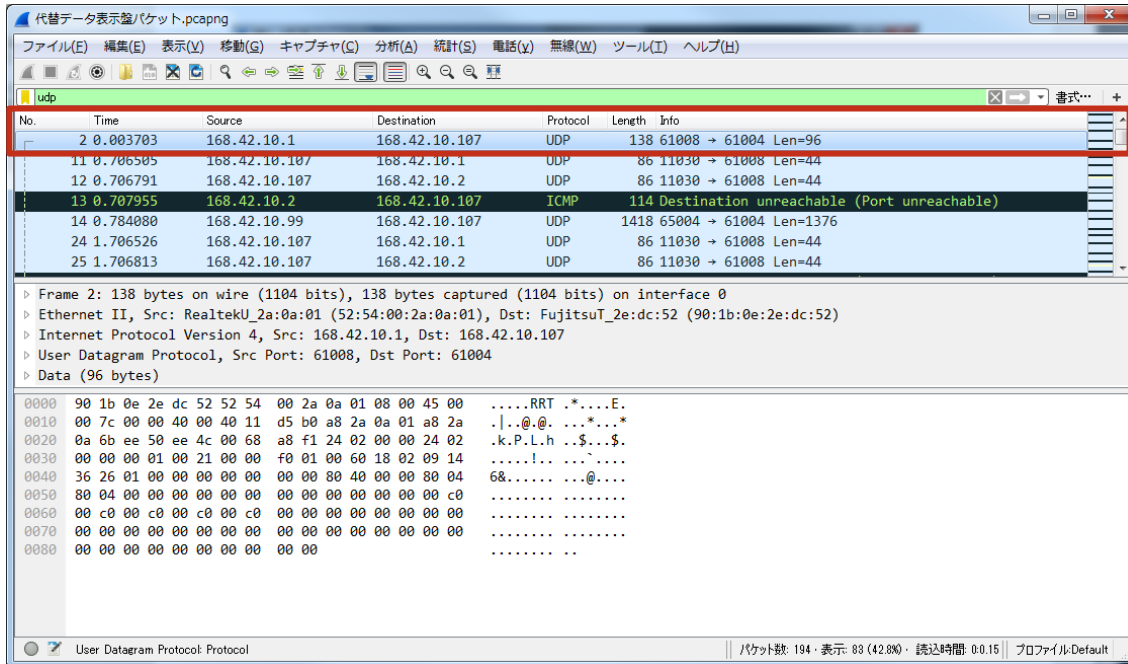 代替データ表示盤パケット.pcapng
ファイル(F) 編集(E) 表示(V) 移動(G) キャプチャ(C) 分析(A) 統計(S) 電話(y) 無線(W) ツール(T) ヘルプ(H)
udp 書式… +
No. Time Source Destination Protocol Length Info
2 0.003703 168.42.10.1 168.42.10.107 UDP 138 61008 → 61004 Len=96
11 0.706505 168.42.10.107 168.42.10.1 UDP 86 11030 → 61008 Len=44
12 0.706791 168.42.10.107 168.42.10.2 UDP 86 11030 → 61008 Len=44
13 0.707955 168.42.10.2 168.42.10.107 ICMP 114 Destination unreachable (Port unreachable)
14 0.784080 168.42.10.99 168.42.10.107 UDP 1418 65004 → 61004 Len=1376
24 1.706526 168.42.10.107 168.42.10.1 UDP 86 11030 → 61008 Len=44
25 1.706813 168.42.10.107 168.42.10.2 UDP 86 11030 → 61008 Len=44
Frame 2: 138 bytes on wire (1104 bits), 138 bytes captured (1104 bits) on interface 0
Ethernet II, Src: RealtekU_2a:0a:01 (52:54:00:2a:0a:01), Dst: FujitsuT_2e:dc:52 (90:1b:0e:2e:dc:52)
Internet Protocol Version 4, Src: 168.42.10.1, Dst: 168.42.10.107
User Datagram Protocol, Src Port: 61008, Dst Port: 61004
Data (96 bytes)
0000 90 1b 0e 2e dc 52 52 54 00 2a 0a 01 08 00 45 00 .....RRT .*....E.
0010 00 7c 00 00 40 00 40 11 d5 b0 a8 2a 0a 01 a8 2a .|..@.@. ...*...*
0020 0a 6b ee 50 ee 4c 00 68 a8 f1 24 02 00 00 24 02 .k.P.L.h ..$...$.
0030 00 00 00 01 00 21 00 00 f0 01 00 60 18 02 09 14 .....!.. ...`....
0040 36 26 01 00 00 00 00 00 00 00 80 40 00 00 80 04 6&...... ...@....
0050 80 04 00 00 00 00 00 00 00 00 00 00 00 00 00 c0 ........ ........
0060 00 c0 00 c0 00 c0 00 c0 00 00 00 00 00 00 00 00 ........ ........
0070 00 00 00 00 00 00 00 00 00 00 00 00 00 00 00 00 ........ ........
0080 00 00 00 00 00 00 00 00 00 00 ........ ..
User Datagram Protocol: Protocol パケット数: 194 · 表示: 83 (42.8%) · 読込時間: 0:0.15 プロファイル:Default